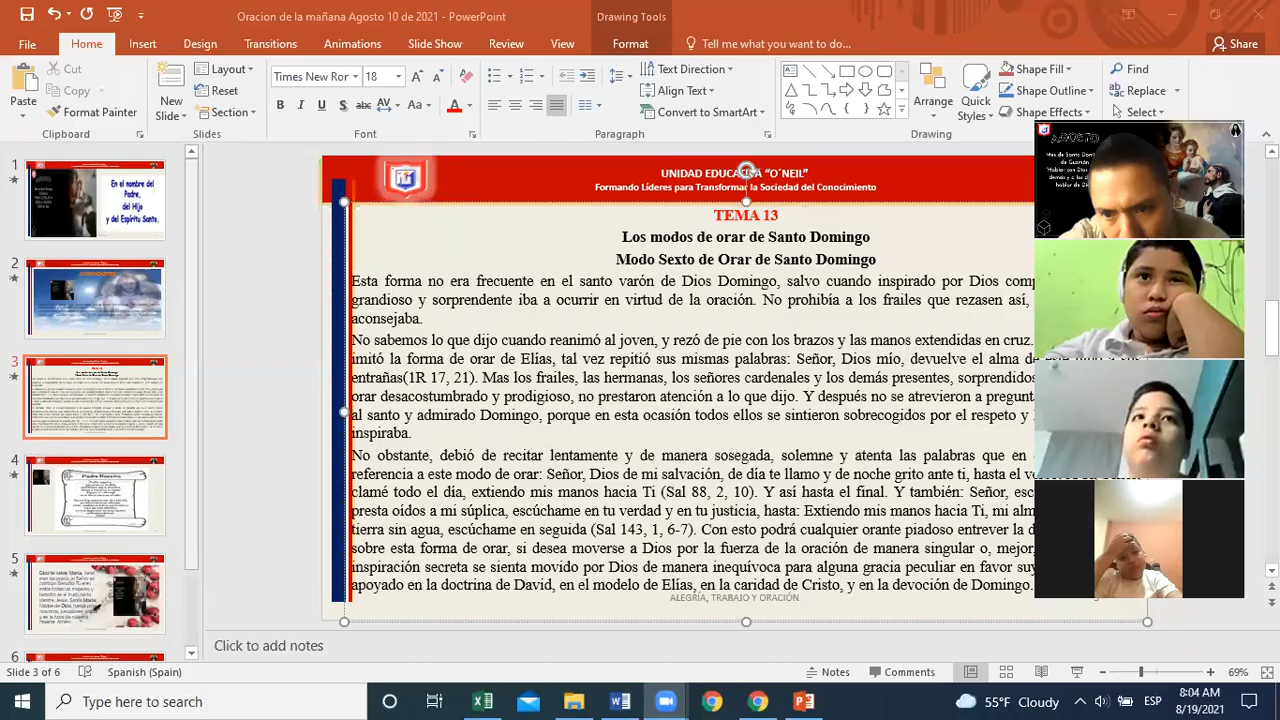 Oracion de la mañana Agosto 10 de 2021 - PowerPoint
Drawing Tools
File Home Insert Design Transitions Animations Slide Show Review View Format Tell me what you want to do... Share
Paste
Cut
Copy
Format Painter
Clipboard
New Slide
Layout
Reset
Section
Slides
Times New Ror 18
Font
Text Direction
Align Text
Convert to SmartArt
Paragraph
Arrange
Quick Styles
Shape Fill
Shape Outline
Shape Effects
Drawing
Find
Replace
Select
1
En el nombre del
Padre,
del Hijo
y del Espíritu Santo.
2
3
4
Padre Nuestro
5
6
UNIDAD EDUCATIVA “O´NEIL”
Formando Líderes para Transformar la Sociedad del Conocimiento
TEMA 13
Los modos de orar de Santo Domingo
Modo Sexto de Orar de Santo Domingo
Esta forma no era frecuente en el santo varón de Dios Domingo, salvo cuando inspirado por Dios
grandioso y sorprendente iba a ocurrir en virtud de la oración. No prohibía a los frailes que rezasen así,
aconsejaba.
No sabemos lo que dijo cuando reanimó al joven, y rezó de pie con los brazos y las manos extendidas en cruz.
imitó la forma de orar de Elías, tal vez repitió sus mismas palabras: Señor, Dios mío, devuelve el alma de
entrañas(1R 17, 21). Mas los frailes, las hermanas, los señores cardenales y los demás presentes, sorprendidos
orar desacostumbrado y prodigioso, no prestaron atención a lo que dijo. Y después no se atrevieron a
al santo y admirado Domingo, porque en esta ocasión todos ellos se sintieron sobrecogidos por el respeto y
inspiraba.
No obstante, debió de recitar lentamente y de manera sosegada, solemne y atenta las palabras que en
referencia a este modo de orar: Señor, Dios de mi salvación, de día te llamo y de noche grito ante ti hasta el
clamé todo el día, extiendo mis manos hacia Ti (Sal 88, 2, 10). Y así hasta el final. Y también Señor,
presta oídos a mi súplica, escúchame en tu verdad y en tu justicia, hasta: Extiendo mis manos hacia Ti, mi
tierra sin agua, escúchame en seguida (Sal 143, 1, 6-7). Con esto podrá cualquier orante piadoso entrever la
sobre esta forma de orar, si desea moverse a Dios por la fuerza de la oración de manera singular o, mejor,
inspiración secreta se sienta movido por Dios de manera inequívoca para alguna gracia peculiar en favor
apoyado en la doctrina de David, en el modelo de Elías, en la caridad de Cristo, y en la devoción de Domingo.
ALEGRÍA, TRABAJO Y ORACIÓN
AGOSTO
Click to add notes
Slide 3 of 6 Spanish (Spain) Notes Comments 69%
Type here to search
55°F Cloudy ESP
8:04 AM
8/19/2021